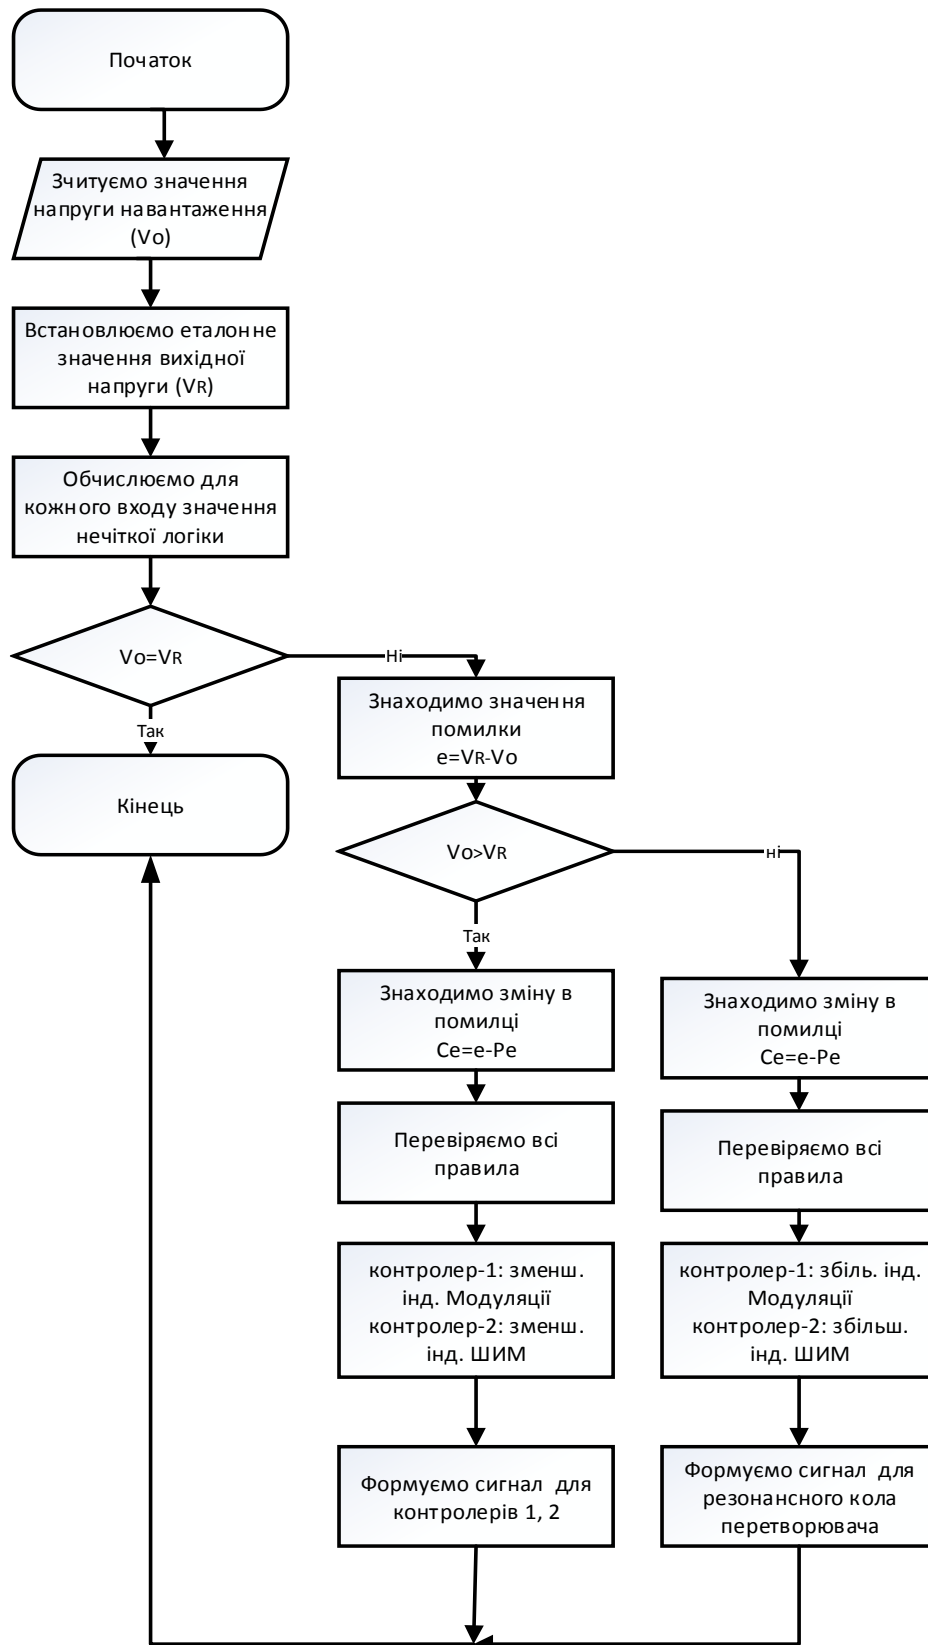 Початок
Зчитуємо значення
напруги навантаження
(Vo)
Встановлюємо еталонне
значення вихідної
напруги (VR)
Обчислюємо для
кожного входу значення
нечіткої логіки
Vo=VR
Ні
Так
Знаходимо значення
помилки
e=VR-Vo
Кінець
Vo>VR
ні
Так
Знаходимо зміну в
помилці
Ce=e-Pe
Перевіряємо всі
правила
контролер-1: зменш.
інд. Модуляції
контролер-2: зменш.
інд. ШИМ
Формуємо сигнал для
контролерів 1, 2
Знаходимо зміну в
помилці
Ce=e-Pe
Перевіряємо всі
правила
контролер-1: збіль. інд.
Модуляції
контролер-2: збільш.
інд. ШИМ
Формуємо сигнал для
резонансного кола
перетворювача